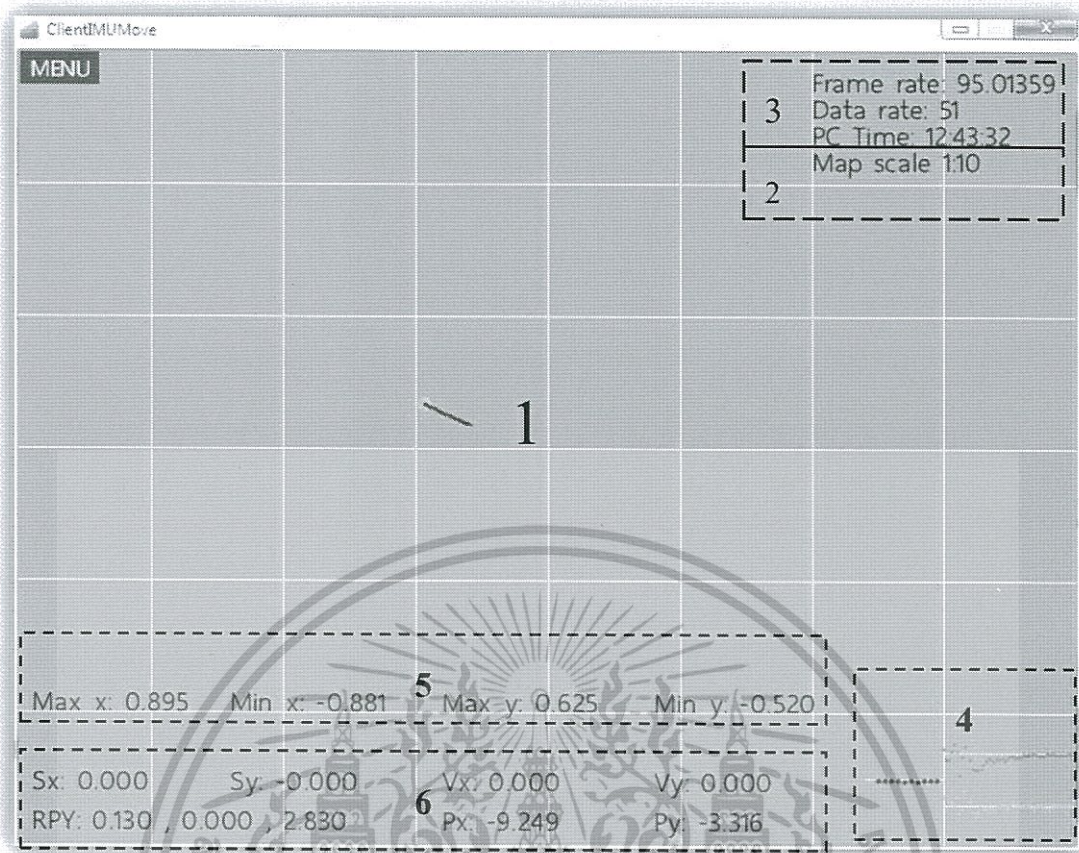 ClientIMUMove
MENU
Frame rate: 95.01359
3 Data rate: 51
PC Time: 12:43:32
Map scale 1:10
2
1
5
Max x: 0.895 Min x: -0.881 Max y: 0.625 Min y: -0.520
4
Sx: 0.000 Sy: -0.000 Vx: 0.000 Vy: 0.000
6
RPY: 0.130 , 0.000 , 2.830 Px: -9.249 Py: -3.316